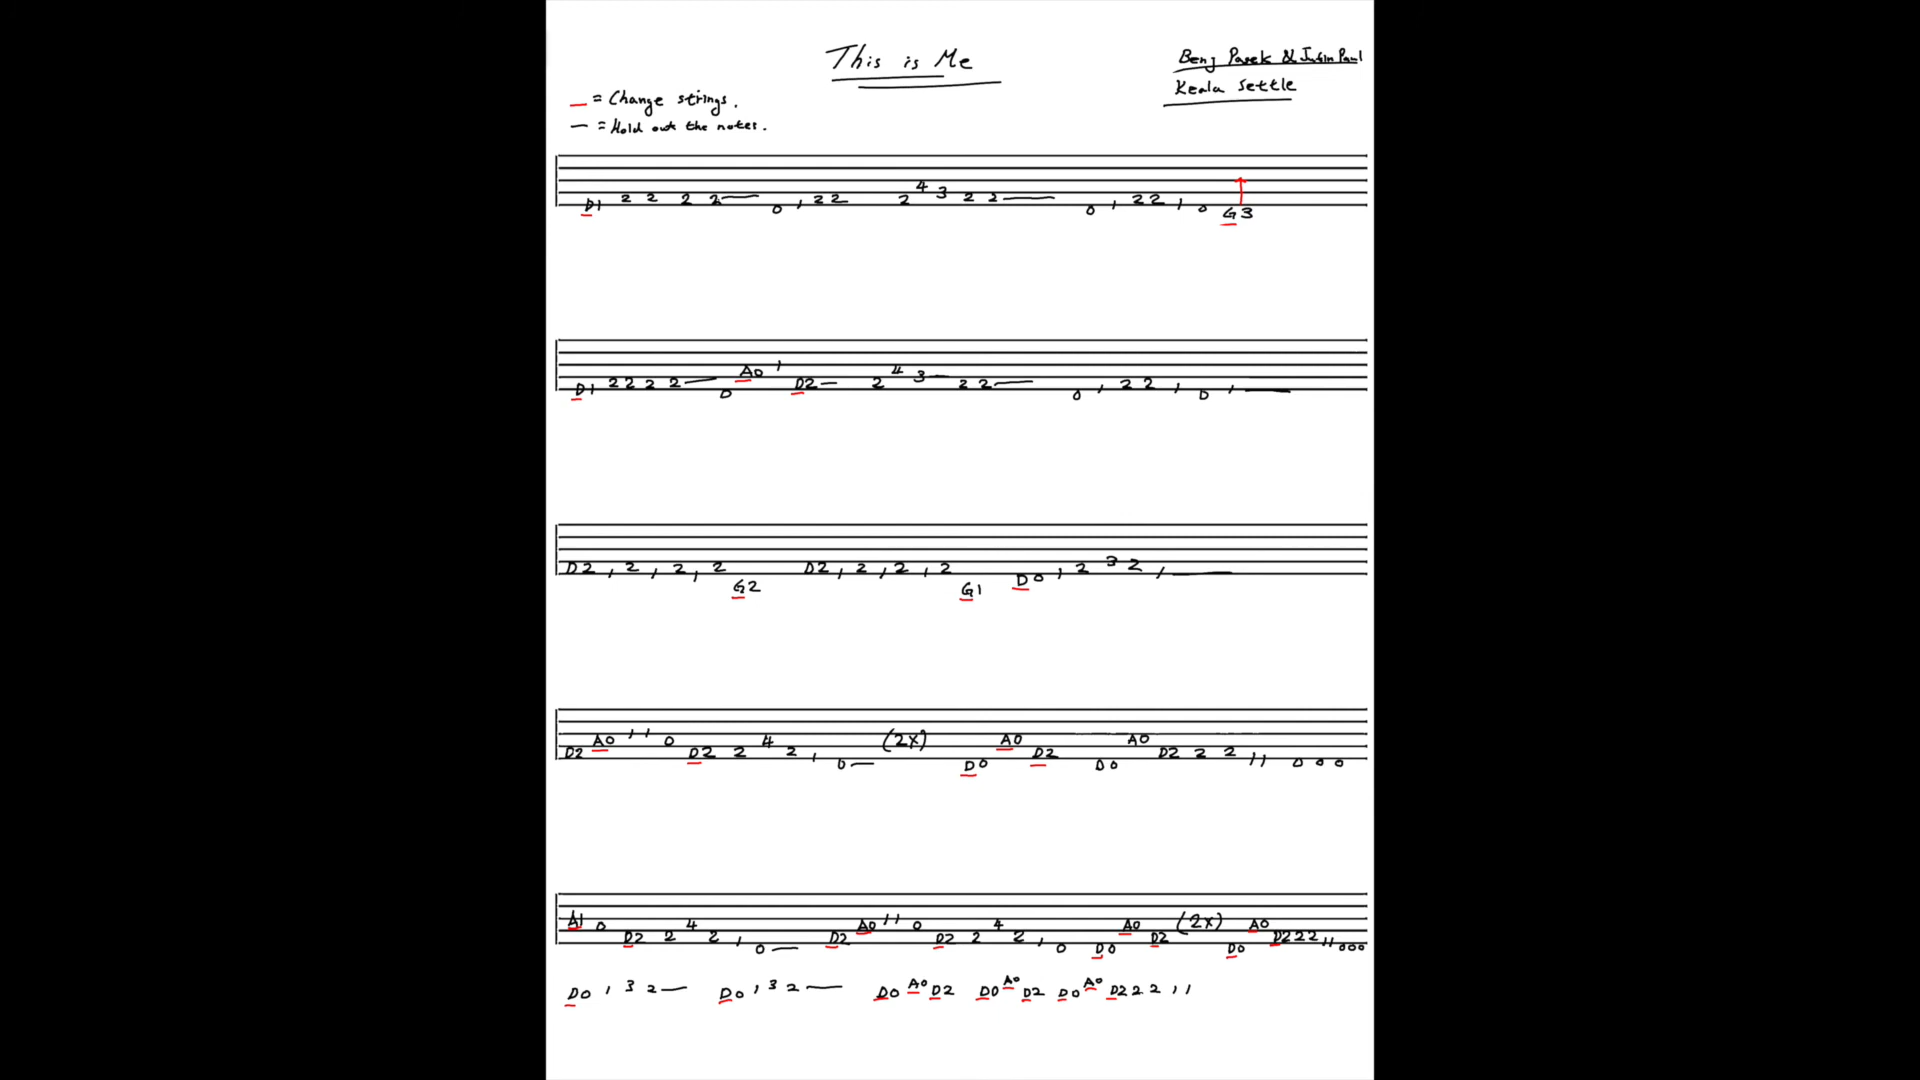 This is Me
Benj Pasek & Justin Paul
Keala Settle
— = Change strings.
— = Hold out the notes.
D1 2 2 2 2— 0 1 2 2 2 4 3 2 2— 0 1 2 2 1 0 G3
D1 2 2 2 2— 0 A0 1 D2— 2 4 3— 2 2— 0 1 2 2 1 0 1—
D2 1 2 1 2 1 2 G2 D2 1 2 1 2 1 2 G1 D0 1 2 3 2 1—
D2 A0 1 1 0 D2 2 4 2 1 0— (2x) D0 A0 D2 D0 A0 D2 2 2 1 1 0 0 0
A1 0 D2 2 4 2 1 0— D2 A0 1 1 0 D2 2 4 2 1 0 D0 A0 D2 (2x) D0 A0 D2 2 2 1 1 0 0 0
D0 1 3 2— D0 1 3 2— D0 A0 D2 D0 A0 D2 D0 A0 D2 2 2 1 1